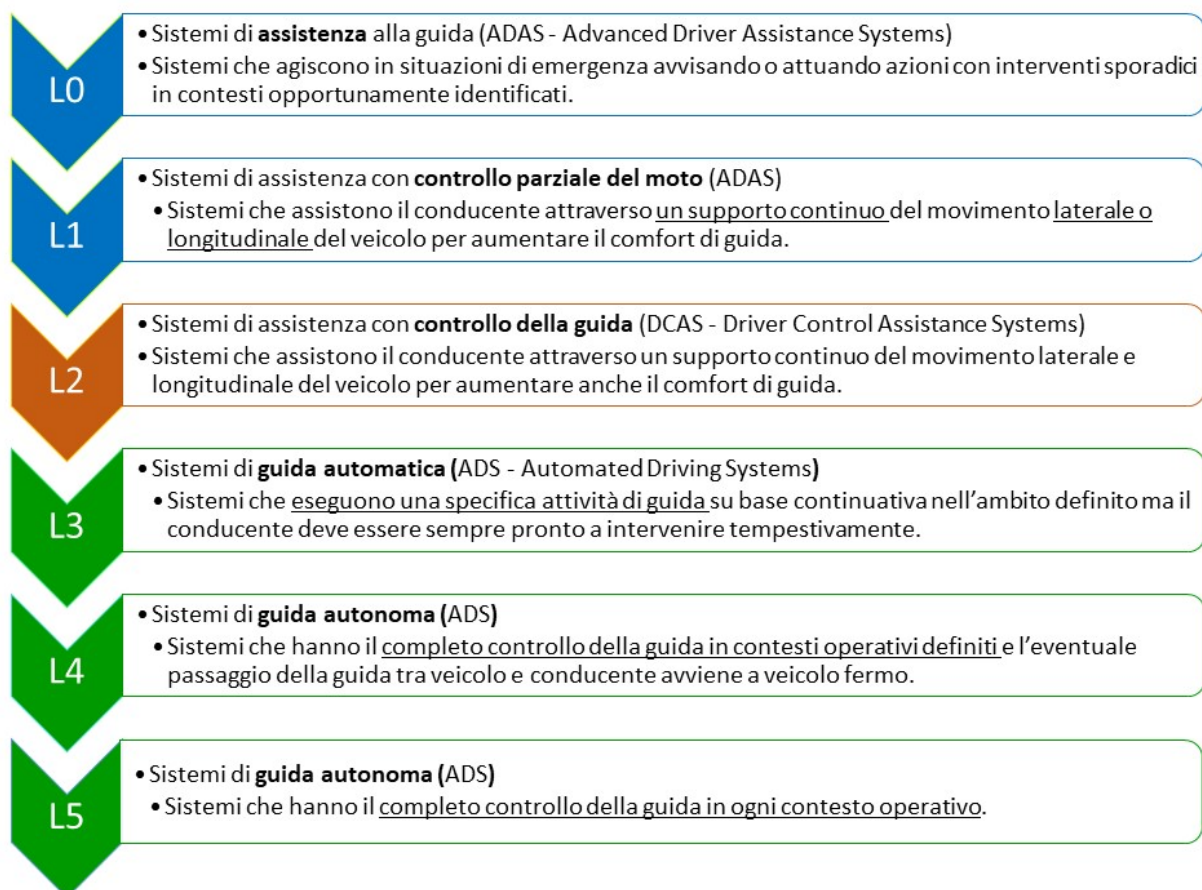 L0
• Sistemi di assistenza alla guida (ADAS - Advanced Driver Assistance Systems)
• Sistemi che agiscono in situazioni di emergenza avvisando o attuando azioni con interventi sporadici
in contesti opportunamente identificati.
L1
• Sistemi di assistenza con controllo parziale del moto (ADAS)
• Sistemi che assistono il conducente attraverso un supporto continuo del movimento laterale o
longitudinale del veicolo per aumentare il comfort di guida.
L2
• Sistemi di assistenza con controllo della guida (DCAS - Driver Control Assistance Systems)
• Sistemi che assistono il conducente attraverso un supporto continuo del movimento laterale e
longitudinale del veicolo per aumentare anche il comfort di guida.
L3
• Sistemi di guida automatica (ADS - Automated Driving Systems)
• Sistemi che eseguono una specifica attività di guida su base continuativa nell'ambito definito ma il
conducente deve essere sempre pronto a intervenire tempestivamente.
L4
• Sistemi di guida autonoma (ADS)
• Sistemi che hanno il completo controllo della guida in contesti operativi definiti e l'eventuale
passaggio della guida tra veicolo e conducente avviene a veicolo fermo.
L5
• Sistemi di guida autonoma (ADS)
• Sistemi che hanno il completo controllo della guida in ogni contesto operativo.